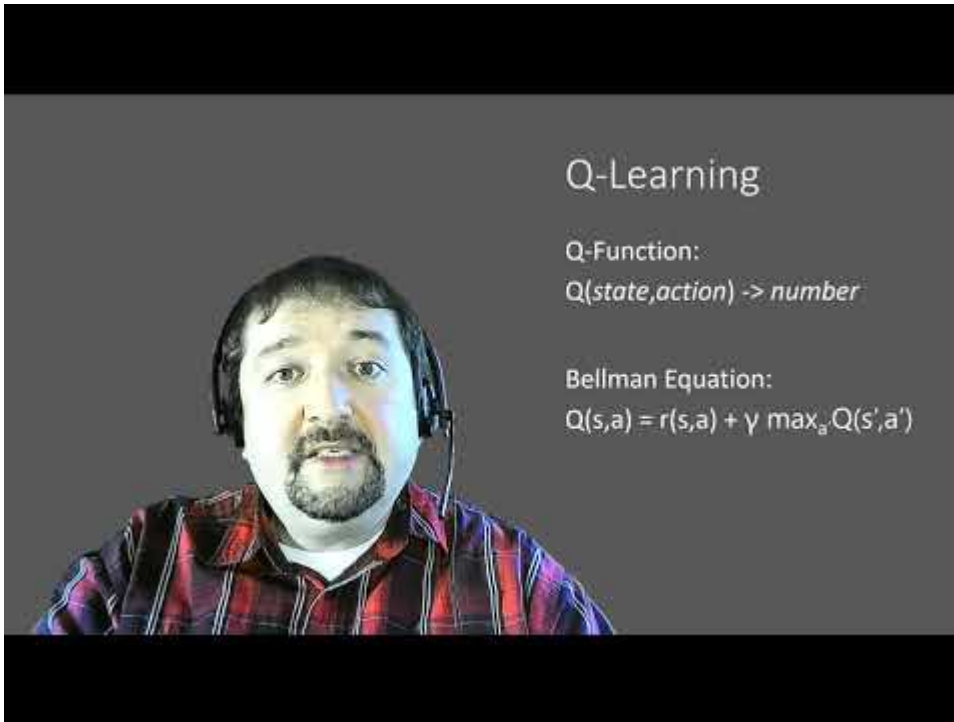 Q-Learning
Q-Function:
Q(state,action) -> number
Bellman Equation:
Q(s,a) = r(s,a) + γ maxₐ'Q(s',a')